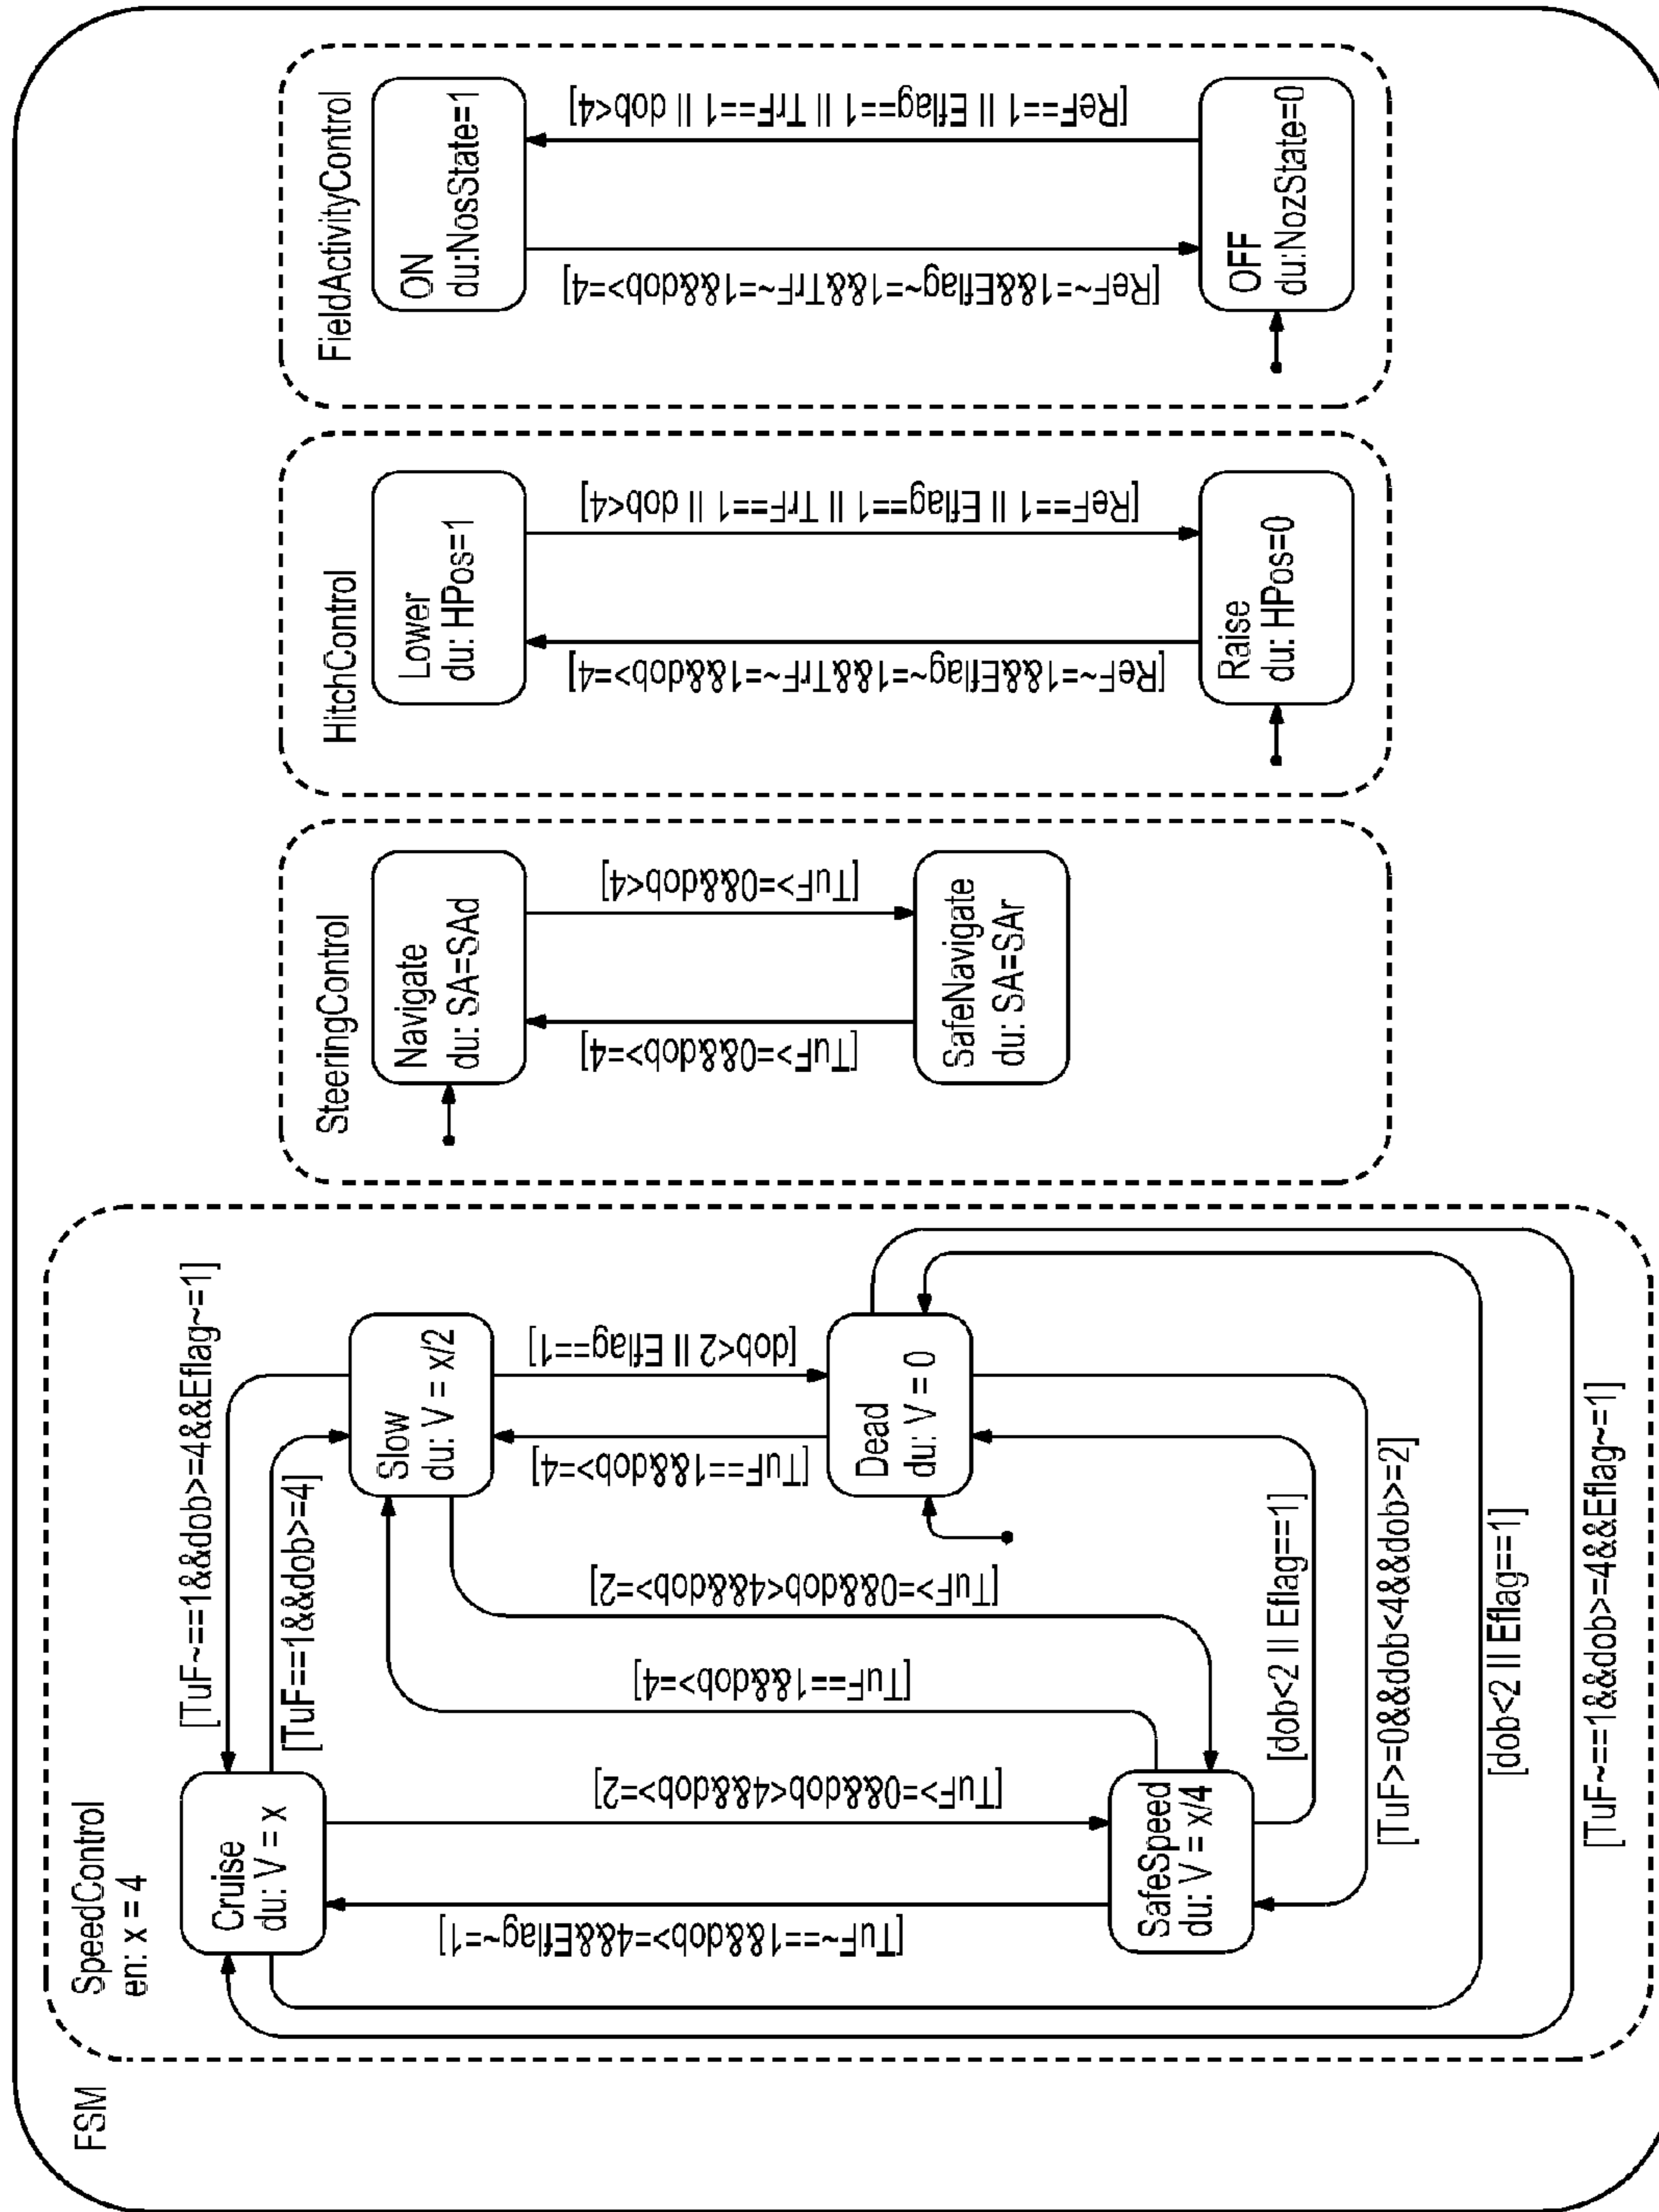 FSM
SpeedControl
en: x = 4
Cruise
du: V = x
[TuF~==1&&dob>=4&&Eflag~=1]
[TuF==1&&dob>=4]
Slow
du: V = x/2
[TuF~==1&&dob>=4&&Eflag~=1]
[TuF>=0&&dob<4&&dob>=2]
[TuF==1&&dob>=4]
[TuF>=0&&dob<4&&dob>=2]
[TuF==1&&dob>=4]
[dob<2 || Eflag==1]
SafeSpeed
du: V = x/4
Dead
du: V = 0
[dob<2 || Eflag==1]
[TuF>=0&&dob<4&&dob>=2]
[dob<2 || Eflag==1]
[TuF~==1&&dob>=4&&Eflag~=1]
SteeringControl
Navigate
du: SA=SAd
[TuF>=0&&dob>=4]
[TuF>=0&&dob<4]
SafeNavigate
du: SA=SAr
HitchControl
Lower
du: HPos=1
[ReF~=1&&Eflag~=1&&TrF~=1&&dob>=4]
[ReF==1 || Eflag==1 || TrF==1 || dob<4]
Raise
du: HPos=0
FieldActivityControl
ON
du:NosState=1
[ReF~=1&&Eflag~=1&&TrF~=1&&dob>=4]
[ReF==1 || Eflag==1 || TrF==1 || dob<4]
OFF
du:NozState=0